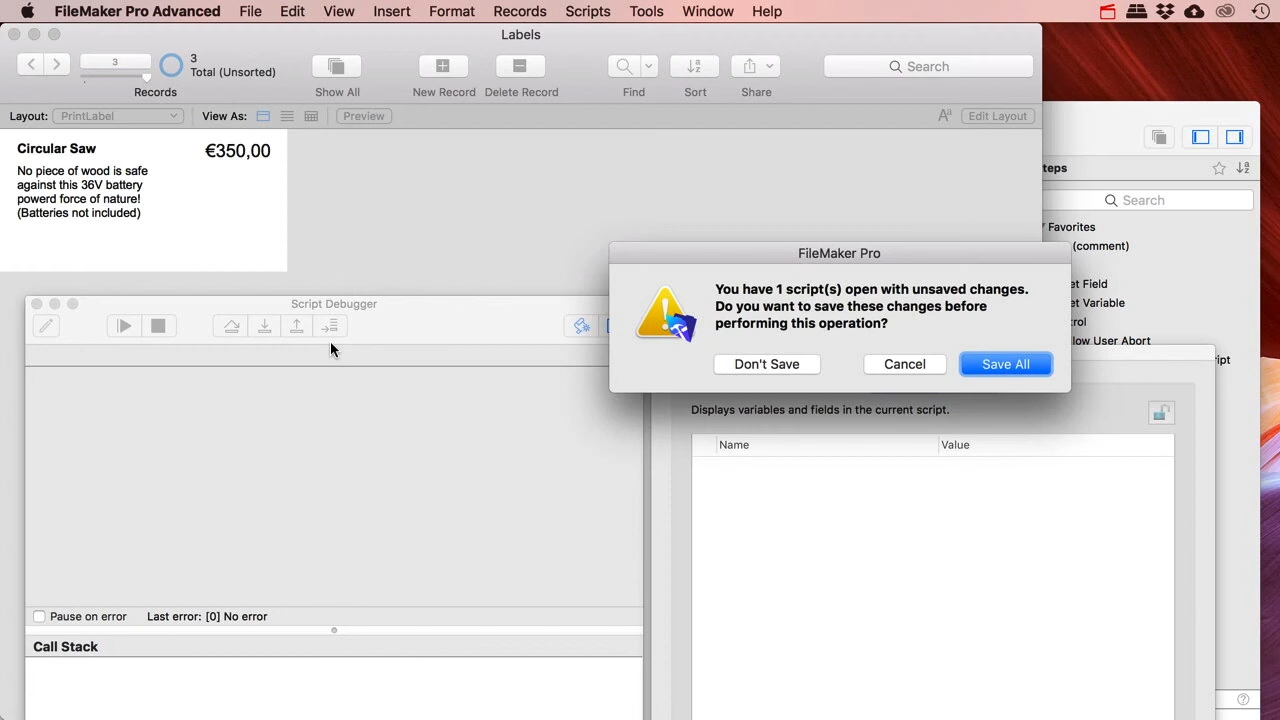 FileMaker Pro Advanced File Edit View Insert Format Records Scripts Tools Window Help
Labels
3
3
Total (Unsorted)
Records
Show All
New Record
Delete Record
Find
Sort
Share
Search
Layout: PrintLabel
View As:
Preview
Aª
Edit Layout
Circular Saw
€350,00
No piece of wood is safe
against this 36V battery
powerd force of nature!
(Batteries not included)
teps
Search
Favorites
(comment)
et Field
et Variable
rol
low User Abort
ript
FileMaker Pro
You have 1 script(s) open with unsaved changes.
Do you want to save these changes before
performing this operation?
Don't Save
Cancel
Save All
Script Debugger
Displays variables and fields in the current script.
Name
Value
Pause on error
Last error: [0] No error
Call Stack
?